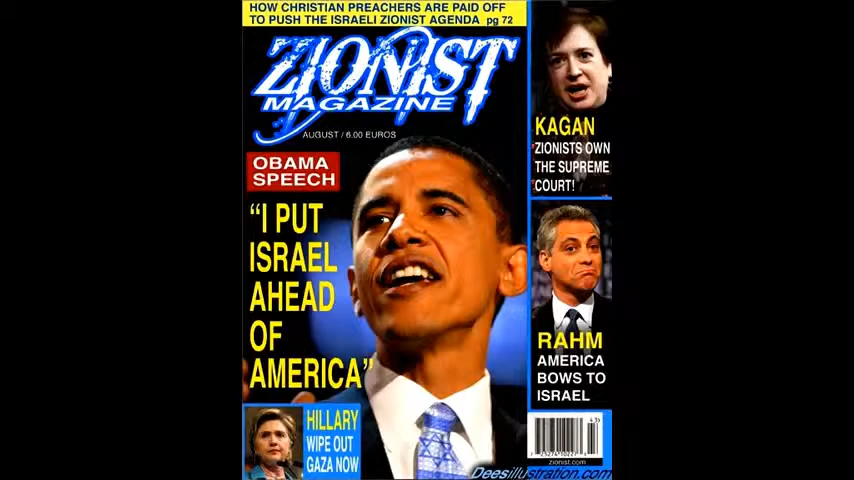 HOW CHRISTIAN PREACHERS ARE PAID OFF
TO PUSH THE ISRAELI ZIONIST AGENDA pg 72
ZIONIST
MAGAZINE
AUGUST / 6.00 EUROS
OBAMA
SPEECH
“I PUT
ISRAEL
AHEAD
OF
AMERICA”
HILLARY
WIPE OUT
GAZA NOW
KAGAN
ZIONISTS OWN
THE SUPREME
COURT!
RAHM
AMERICA
BOWS TO
ISRAEL
zionist.com
Deesillustration.com